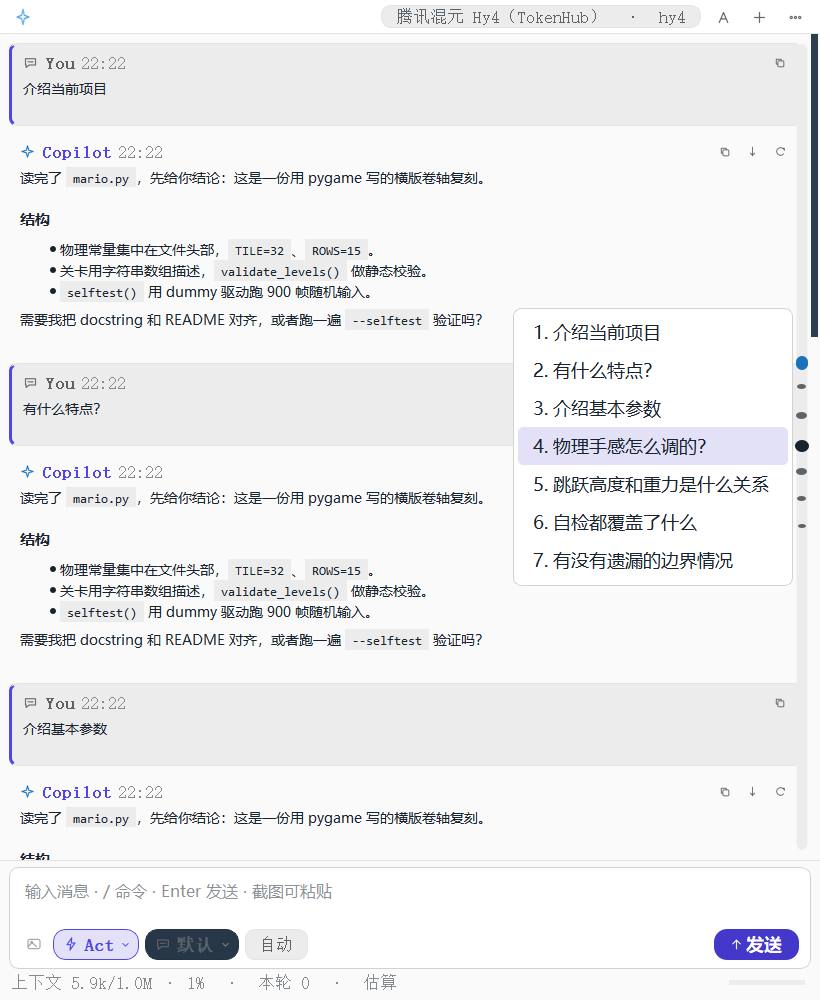 腾讯混元 Hy4（TokenHub） · hy4 A
You 22:22
介绍当前项目
Copilot 22:22
读完了 mario.py ，先给你结论：这是一份用 pygame 写的横版卷轴复刻。
结构
• 物理常量集中在文件头部， TILE=32 、 ROWS=15 。
• 关卡用字符串数组描述， validate_levels() 做静态校验。
• selftest() 用 dummy 驱动跑 900 帧随机输入。
需要我把 docstring 和 README 对齐，或者跑一遍 --selftest 验证吗？
You 22:22
有什么特点？
Copilot 22:22
读完了 mario.py ，先给你结论：这是一份用 pygame 写的横版卷轴复刻。
结构
• 物理常量集中在文件头部， TILE=32 、 ROWS=15 。
• 关卡用字符串数组描述， validate_levels() 做静态校验。
• selftest() 用 dummy 驱动跑 900 帧随机输入。
需要我把 docstring 和 README 对齐，或者跑一遍 --selftest 验证吗？
1. 介绍当前项目
2. 有什么特点？
3. 介绍基本参数
4. 物理手感怎么调的？
5. 跳跃高度和重力是什么关系
6. 自检都覆盖了什么
7. 有没有遗漏的边界情况
You 22:22
介绍基本参数
Copilot 22:22
读完了 mario.py ，先给你结论：这是一份用 pygame 写的横版卷轴复刻。
结构
输入消息 · / 命令 · Enter 发送 · 截图可粘贴
Act 默认 自动 发送
上下文 5.9k/1.0M · 1% · 本轮 0 · 估算